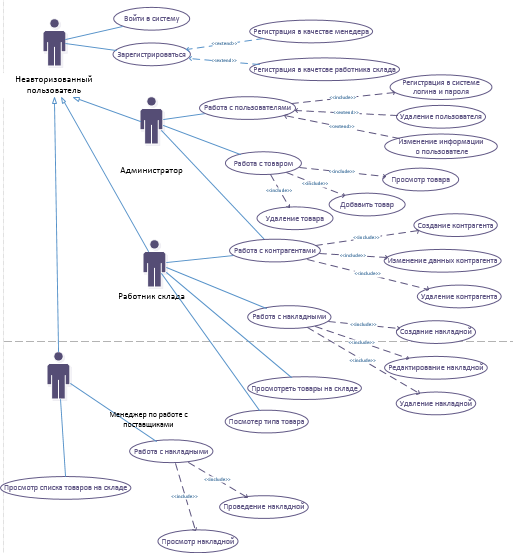 Войти в систему
Зарегистрироваться
Неавторизованный
пользователь
<<extend>>
<<extend>>
Регистрация в качестве менеджера
Регистрация в качетсве работника склада
Администратор
Работа с пользователями
<<include>>
<<extend>>
<<extend>>
Регистрация в системе
логина и пароля
Удаление пользователя
Изменение информации
о пользователе
Работа с товаром
<<include>>
<<include>>
<<include>>
Просмотр товара
Добавить товар
Удаление товара
Работник склада
Работа с контрагентами
<<include>>
<<include>>
<<include>>
Создание контрагента
Изменение данных контрагента
Удаление контрагента
Работа с накладными
<<include>>
<<include>>
<<include>>
Создание накладной
Редактирование накладной
Удаление накладной
Просмотреть товары на складе
Посмотер типа товара
Менеджер по работе с
поставщиками
Работа с накладными
<<include>>
<<include>>
Просмотр списка товаров на складе
Проведение накладной
Просмотр накладной